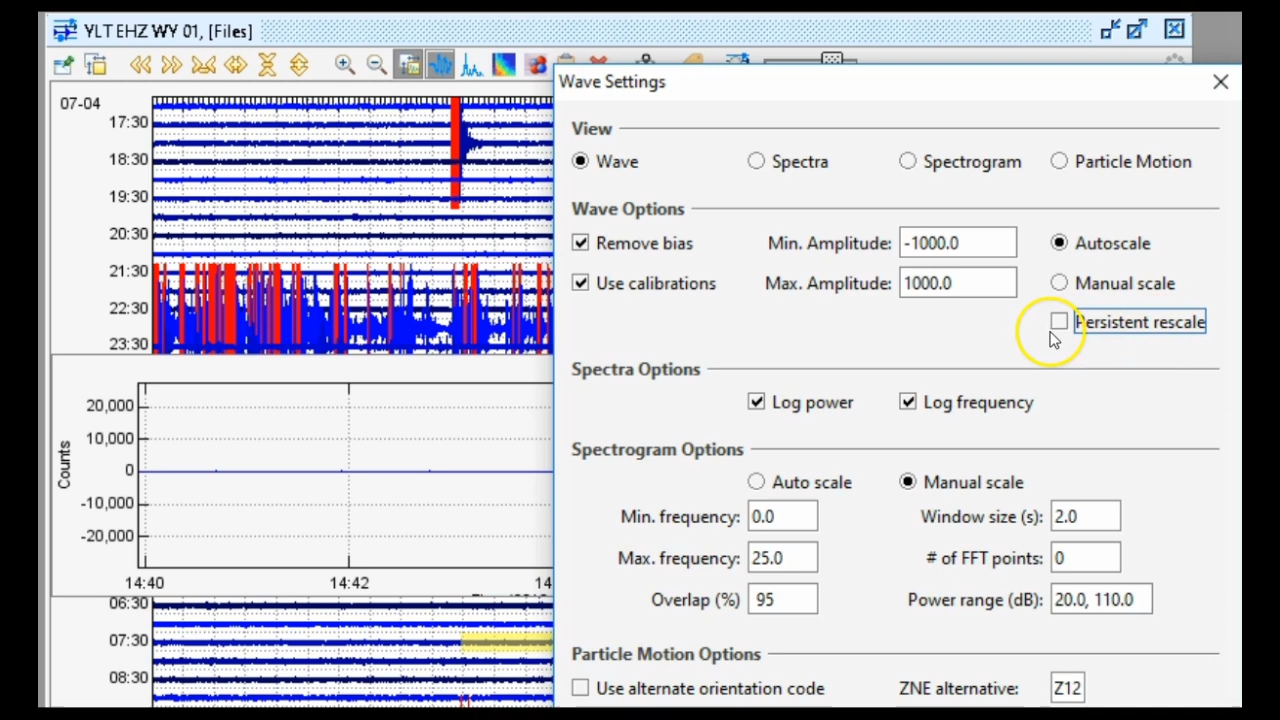 YLT EHZ WY 01, [Files]
Wave Settings
07-04
17:30
18:30
19:30
20:30
21:30
22:30
23:30
Counts
20,000
10,000
0
-10,000
-20,000
14:40 14:42 14
06:30
07:30
08:30
View
Wave Spectra Spectrogram Particle Motion
Wave Options
Remove bias Min. Amplitude: -1000.0 Autoscale
Use calibrations Max. Amplitude: 1000.0 Manual scale
Persistent rescale
Spectra Options
Log power Log frequency
Spectrogram Options
Auto scale Manual scale
Min. frequency: 0.0 Window size (s): 2.0
Max. frequency: 25.0 # of FFT points: 0
Overlap (%) 95 Power range (dB): 20.0, 110.0
Particle Motion Options
Use alternate orientation code ZNE alternative: Z12